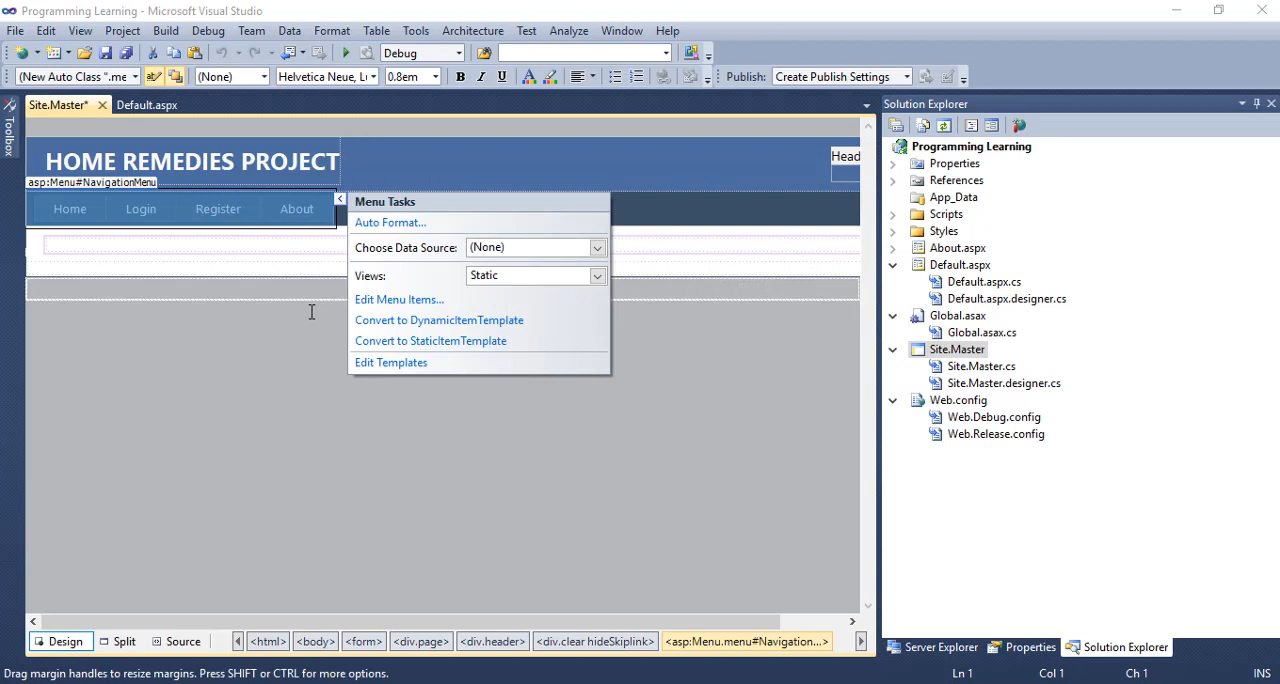 Programming Learning - Microsoft Visual Studio
File Edit View Project Build Debug Team Data Format Table Tools Architecture Test Analyze Window Help
Debug
(New Auto Class ".me (None) Helvetica Neue, L 0.8em B I U Publish: Create Publish Settings
Site.Master* Default.aspx
Toolbox
HOME REMEDIES PROJECT
Head
asp:Menu#NavigationMenu
Home Login Register About
Menu Tasks
Auto Format...
Choose Data Source: (None)
Views: Static
Edit Menu Items...
Convert to DynamicItemTemplate
Convert to StaticItemTemplate
Edit Templates
Design Split Source <html> <body> <form> <div.page> <div.header> <div.clear hideSkiplink> <asp:Menu.menu#Navigation...>
Solution Explorer
Programming Learning
Properties
References
App_Data
Scripts
Styles
About.aspx
Default.aspx
Default.aspx.cs
Default.aspx.designer.cs
Global.asax
Global.asax.cs
Site.Master
Site.Master.cs
Site.Master.designer.cs
Web.config
Web.Debug.config
Web.Release.config
Server Explorer Properties Solution Explorer
Drag margin handles to resize margins. Press SHIFT or CTRL for more options. Ln 1 Col 1 Ch 1 INS